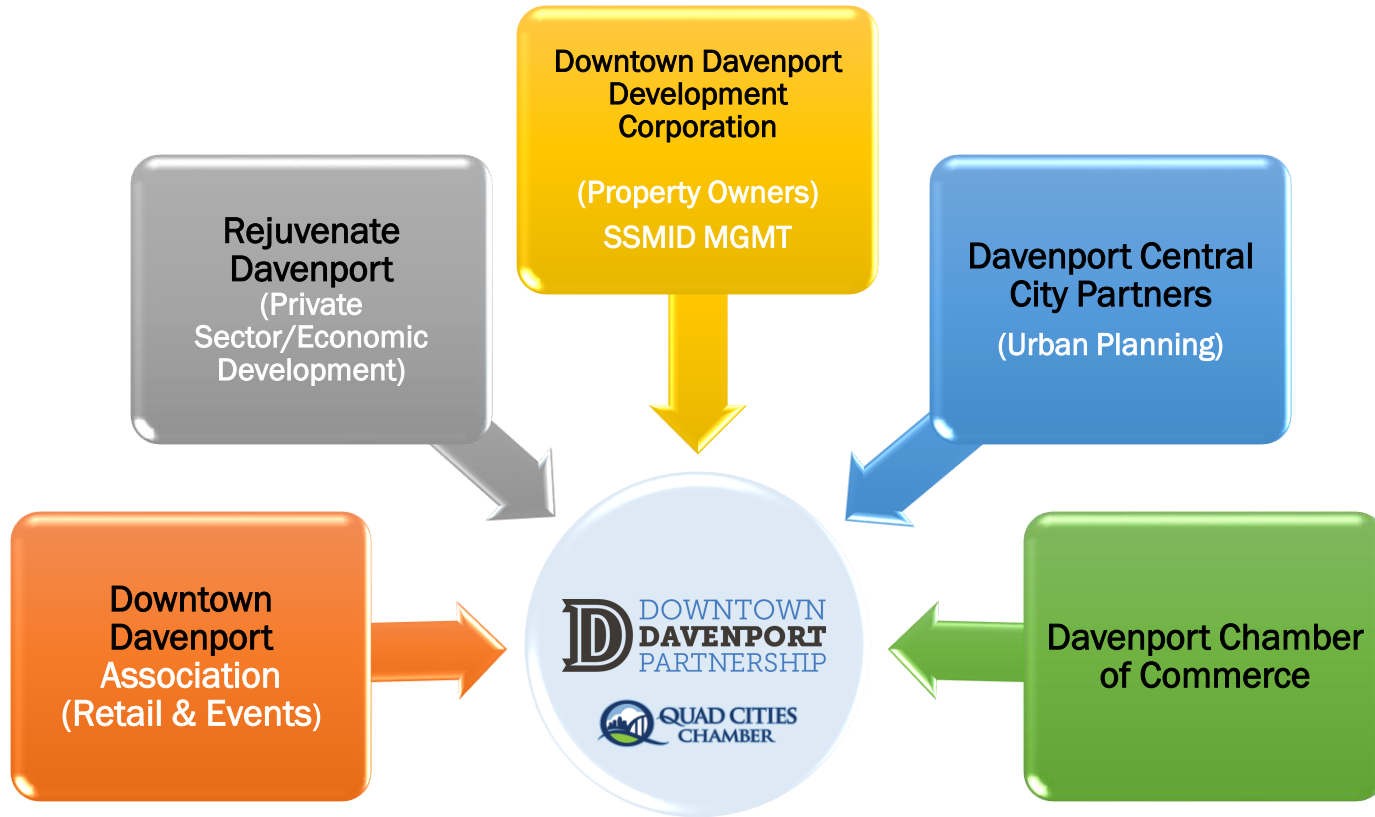 Downtown Davenport
Development
Corporation
(Property Owners)
SSMID MGMT
Rejuvenate
Davenport
(Private
Sector/Economic
Development)
Davenport Central
City Partners
(Urban Planning)
Downtown
Davenport
Association
(Retail & Events)
D DOWNTOWN
DAVENPORT
PARTNERSHIP
QUAD CITIES
CHAMBER
Davenport Chamber
of Commerce